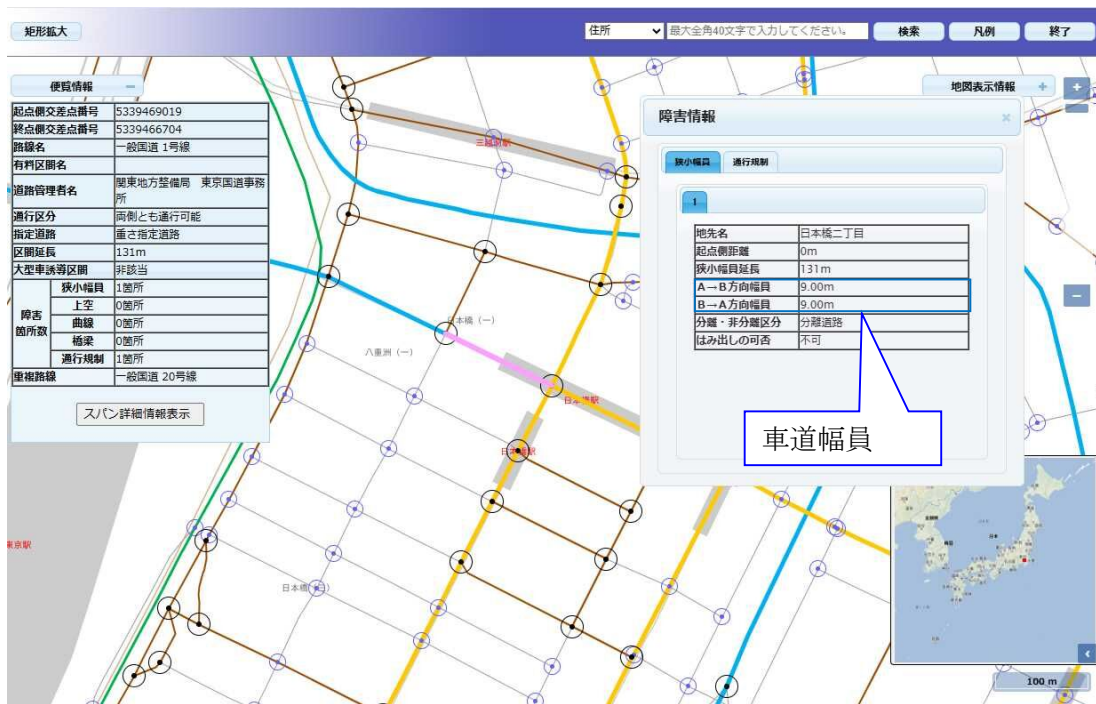 矩形拡大
住所
最大全角40文字で入力してください。
検索
凡例
終了
便覧情報 −
起点側交差点番号 5339469019
終点側交差点番号 5339466704
路線名 一般国道 1号線
有料区間名
道路管理者名 関東地方整備局 東京国道事務
所
通行区分 両側とも通行可能
指定道路 重さ指定道路
区間延長 131m
大型車誘導区間 非該当
障害
箇所数
狭小幅員 1箇所
上空 0箇所
曲線 0箇所
橋梁 0箇所
通行規制 1箇所
重複路線 一般国道 20号線
スパン詳細情報表示
地図表示情報 +
+
−
障害情報 ×
狭小幅員 通行規制
1
地先名 日本橋二丁目
起点側距離 0m
狭小幅員延長 131m
A→B方向幅員 9.00m
B→A方向幅員 9.00m
分離・非分離区分 分離道路
はみ出しの可否 不可
車道幅員
三越前駅
日本橋（一）
八重洲（一）
日本橋駅
日本橋駅
東京駅
日本橋（三）
日本
100 m